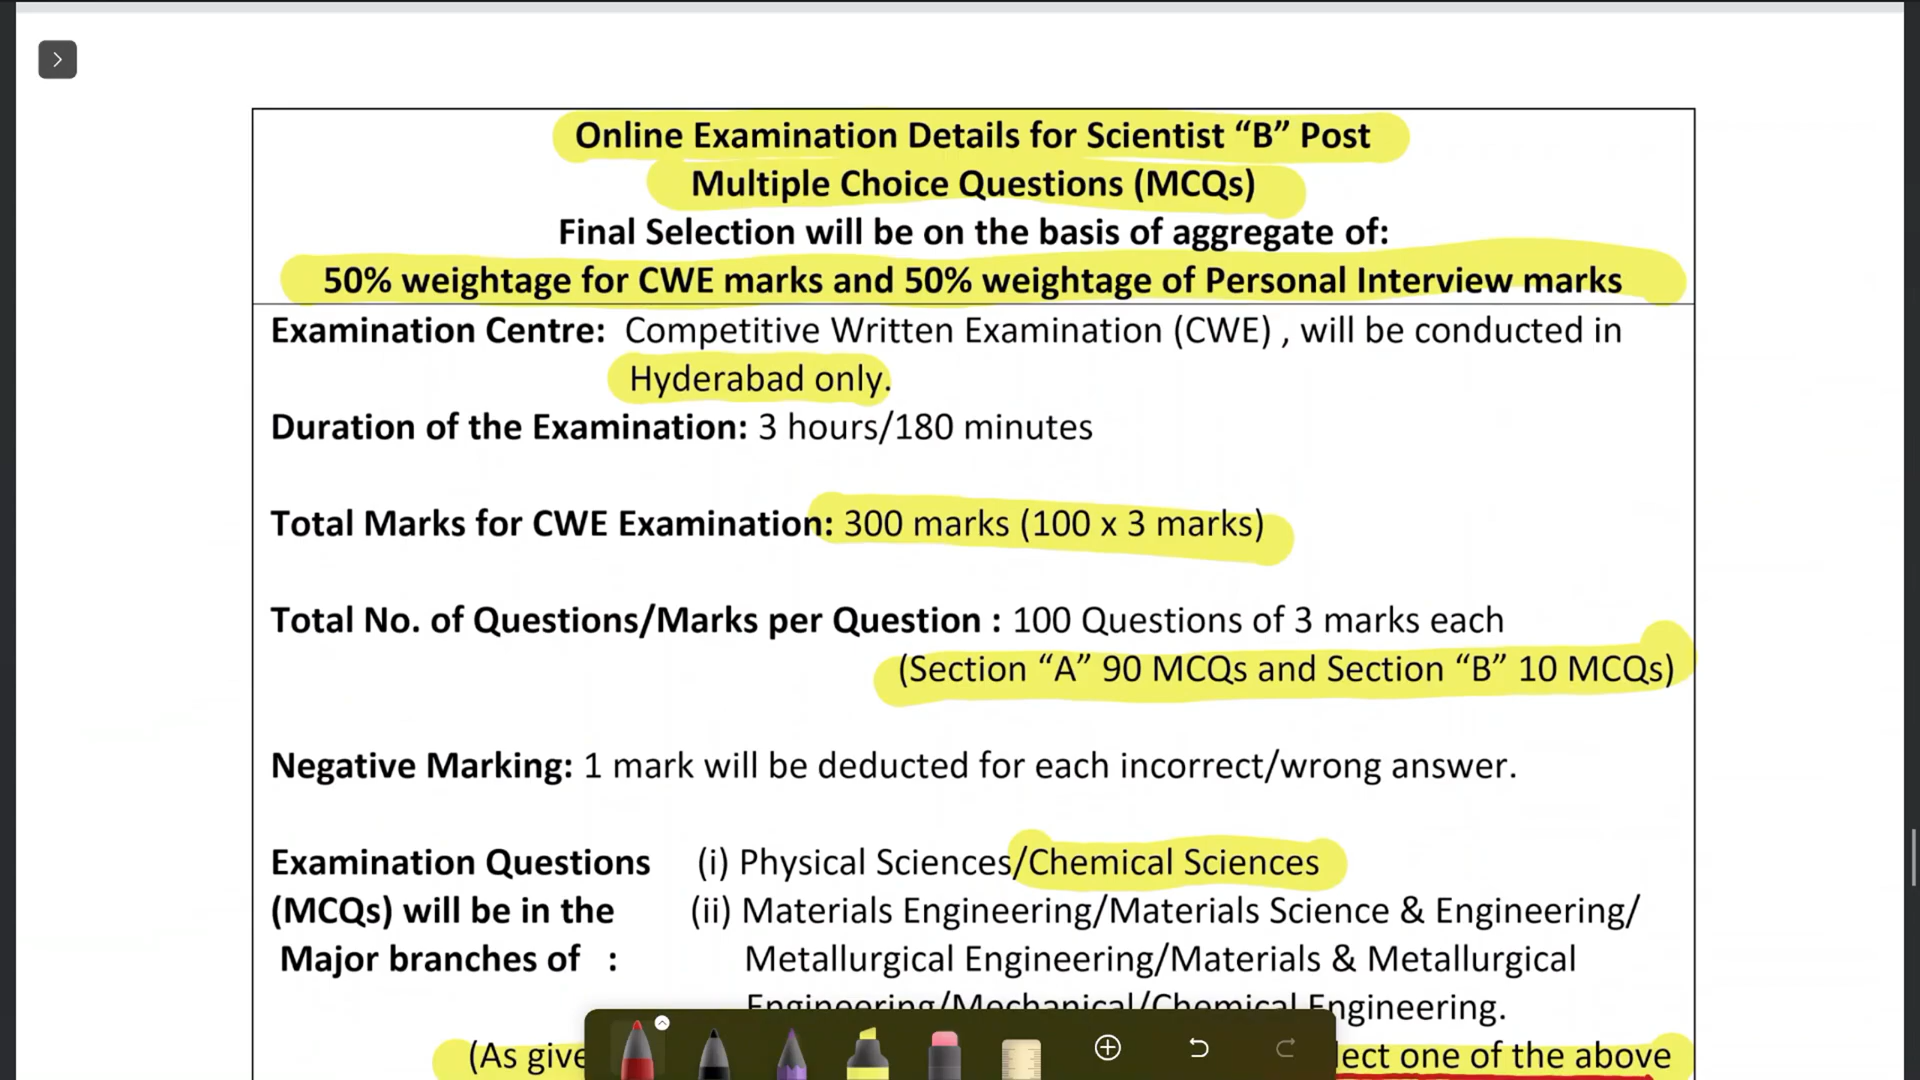 Online Examination Details for Scientist “B” Post
Multiple Choice Questions (MCQs)
Final Selection will be on the basis of aggregate of:
50% weightage for CWE marks and 50% weightage of Personal Interview marks
Examination Centre: Competitive Written Examination (CWE) , will be conducted in
Hyderabad only.
Duration of the Examination: 3 hours/180 minutes
Total Marks for CWE Examination: 300 marks (100 x 3 marks)
Total No. of Questions/Marks per Question : 100 Questions of 3 marks each
(Section “A” 90 MCQs and Section “B” 10 MCQs)
Negative Marking: 1 mark will be deducted for each incorrect/wrong answer.
Examination Questions (i) Physical Sciences/Chemical Sciences
(MCQs) will be in the (ii) Materials Engineering/Materials Science & Engineering/
Major branches of : Metallurgical Engineering/Materials & Metallurgical
Engineering/Mechanical/Chemical Engineering.
(As one of the above